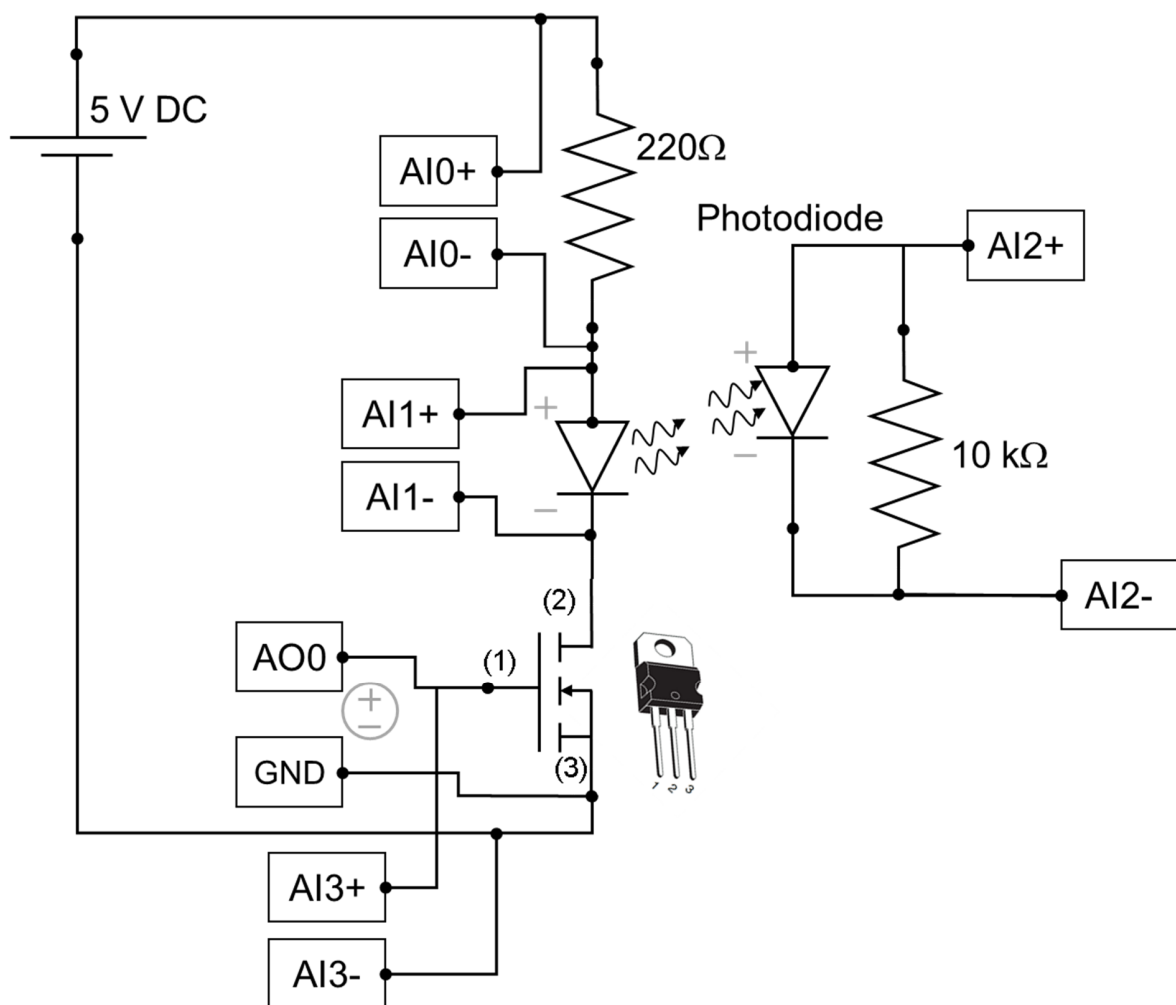 5 V DC
AI0+
220Ω
AI0-
Photodiode
AI2+
+
AI1+
+
10 kΩ
AI1-
−
−
AI2-
(2)
AO0
(1)
+
−
GND
(3)
1 2 3
AI3+
AI3-